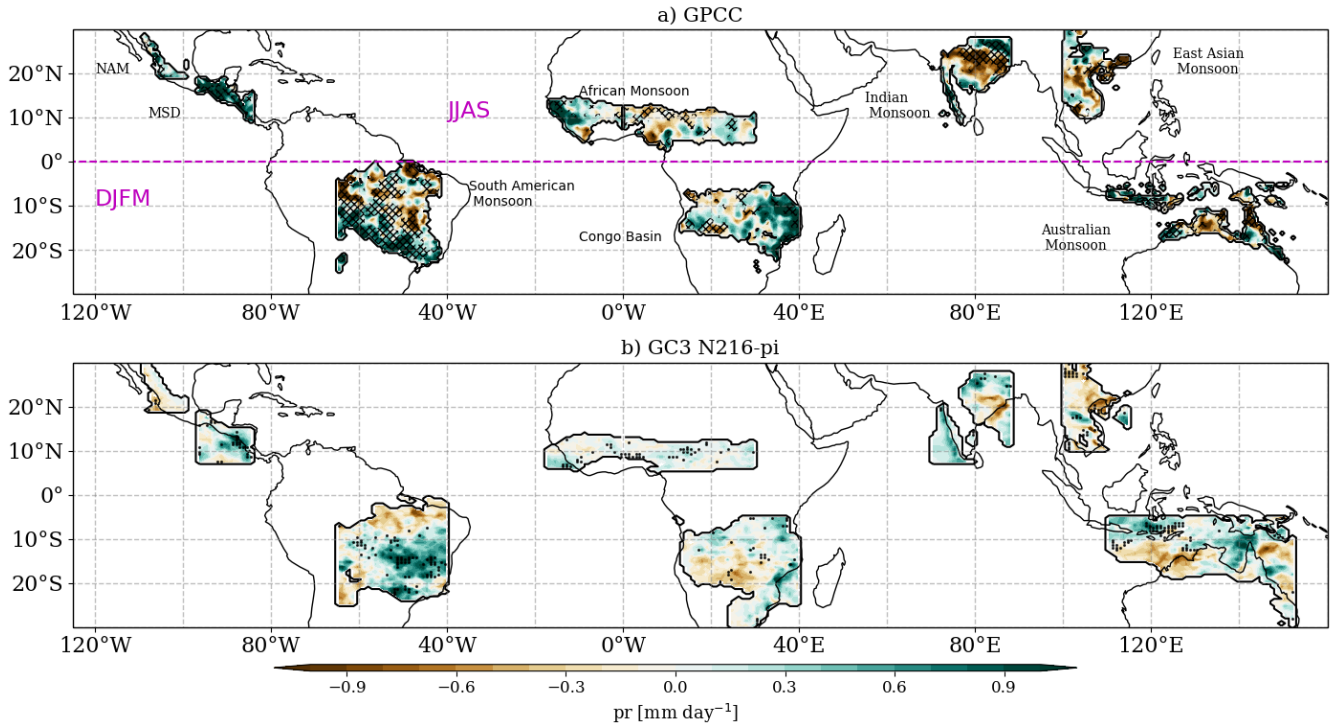 a) GPCC
20°N
10°N
0°
10°S
20°S
NAM
MSD
JJAS
DJFM
African Monsoon
South American
Monsoon
Congo Basin
Indian
Monsoon
East Asian
Monsoon
Australian
Monsoon
120°W
80°W
40°W
0°W
40°E
80°E
120°E
b) GC3 N216-pi
20°N
10°N
0°
10°S
20°S
120°W
80°W
40°W
0°W
40°E
80°E
120°E
−0.9
−0.6
−0.3
0.0
0.3
0.6
0.9
pr [mm day⁻¹]